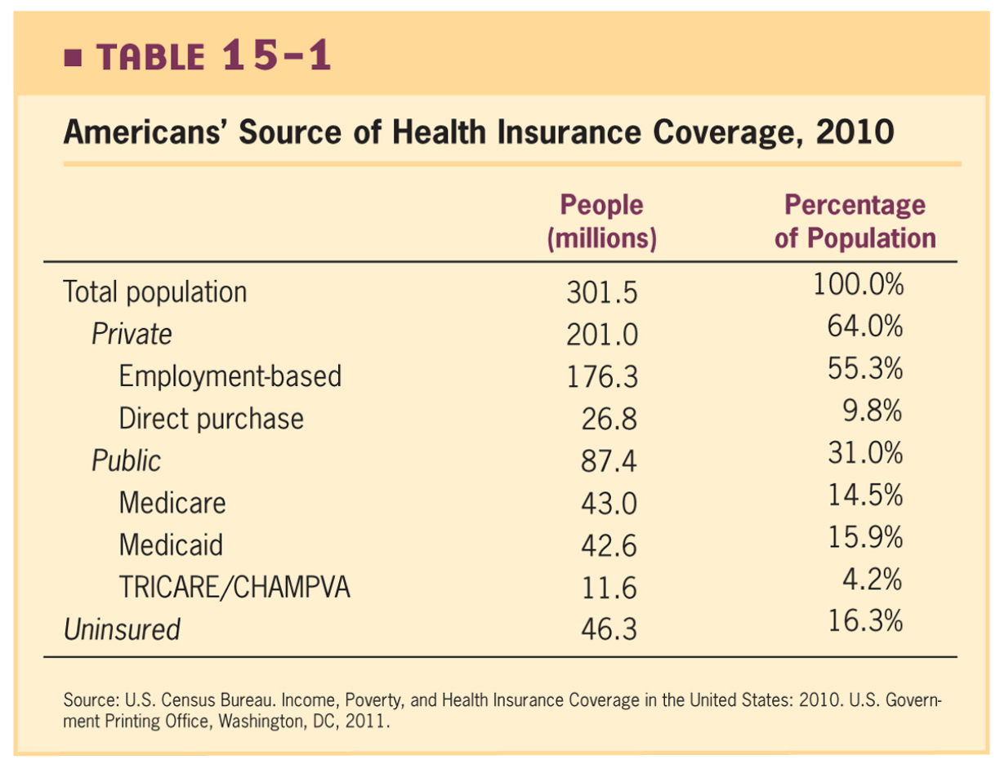 ■ TABLE 15–1
Americans’ Source of Health Insurance Coverage, 2010
People (millions) Percentage of Population
Total population 301.5 100.0%
Private 201.0 64.0%
Employment-based 176.3 55.3%
Direct purchase 26.8 9.8%
Public 87.4 31.0%
Medicare 43.0 14.5%
Medicaid 42.6 15.9%
TRICARE/CHAMPVA 11.6 4.2%
Uninsured 46.3 16.3%
Source: U.S. Census Bureau. Income, Poverty, and Health Insurance Coverage in the United States: 2010. U.S. Govern-
ment Printing Office, Washington, DC, 2011.